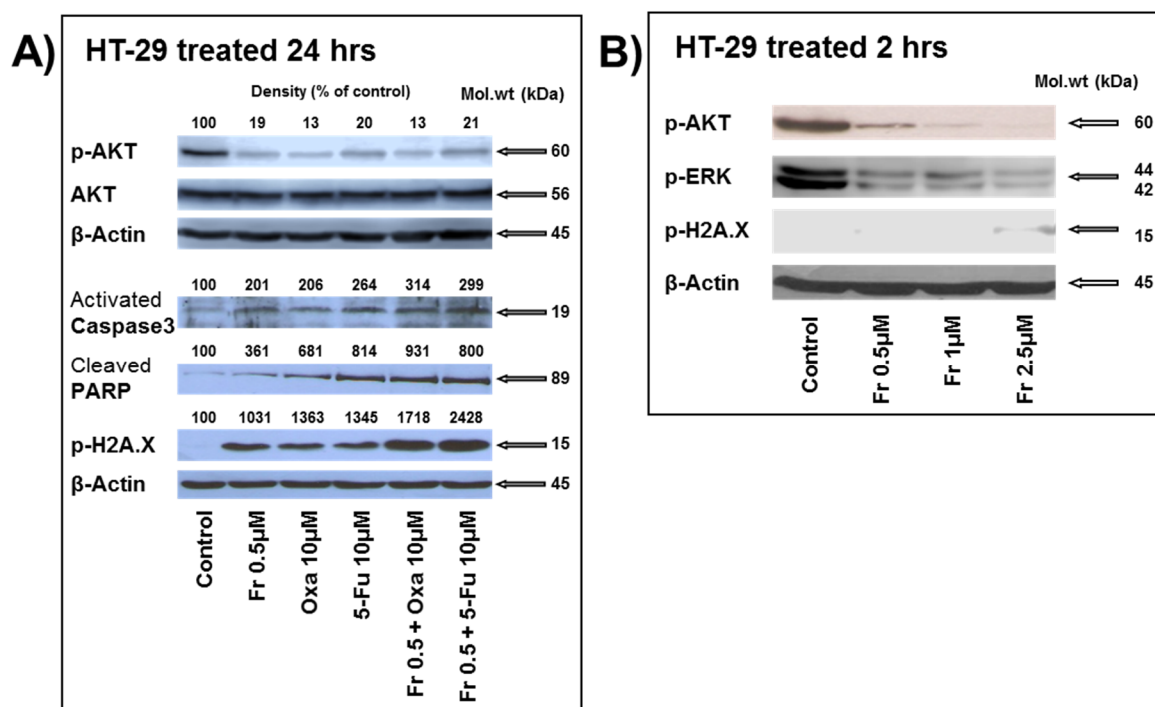 A)
HT-29 treated 24 hrs
Density (% of control) Mol.wt (kDa)
100 19 13 20 13 21
p-AKT 60
AKT 56
β-Actin 45
100 201 206 264 314 299
Activated
Caspase3 19
100 361 681 814 931 800
Cleaved
PARP 89
100 1031 1363 1345 1718 2428
p-H2A.X 15
β-Actin 45
Control
Fr 0.5µM
Oxa 10µM
5-Fu 10µM
Fr 0.5 + Oxa 10µM
Fr 0.5 + 5-Fu 10µM
B)
HT-29 treated 2 hrs
Mol.wt (kDa)
p-AKT 60
p-ERK 44
42
p-H2A.X 15
β-Actin 45
Control
Fr 0.5µM
Fr 1µM
Fr 2.5µM